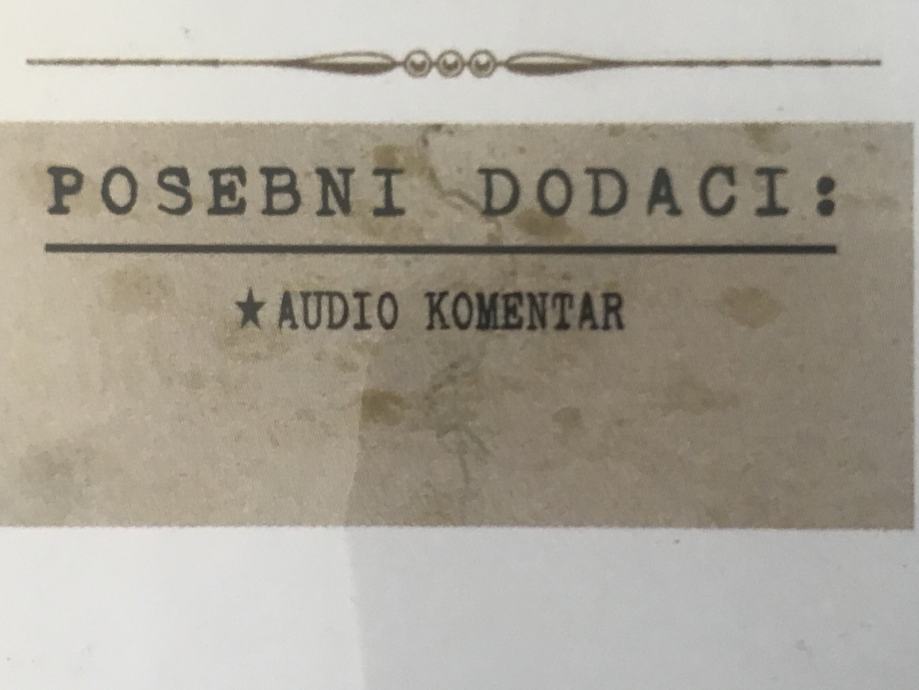 POSEBNI DODACI:
★AUDIO KOMENTAR